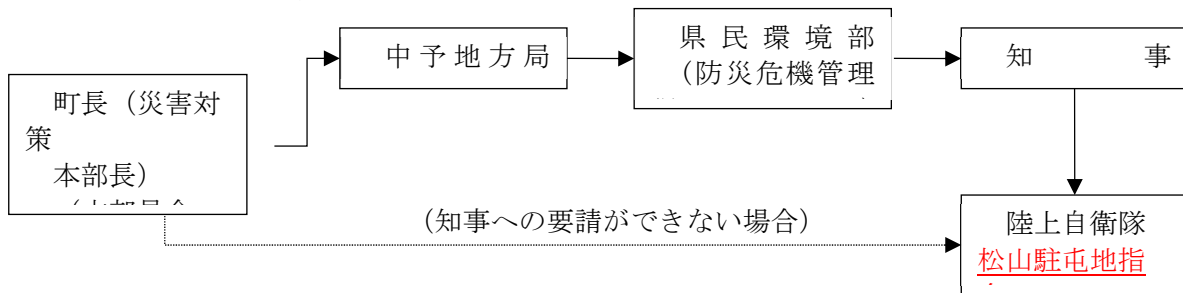 町長（災害対
策
本部長）
中予地方局
県民環境部
（防災危機管理
知事
（知事への要請ができない場合）
陸上自衛隊
松山駐屯地指